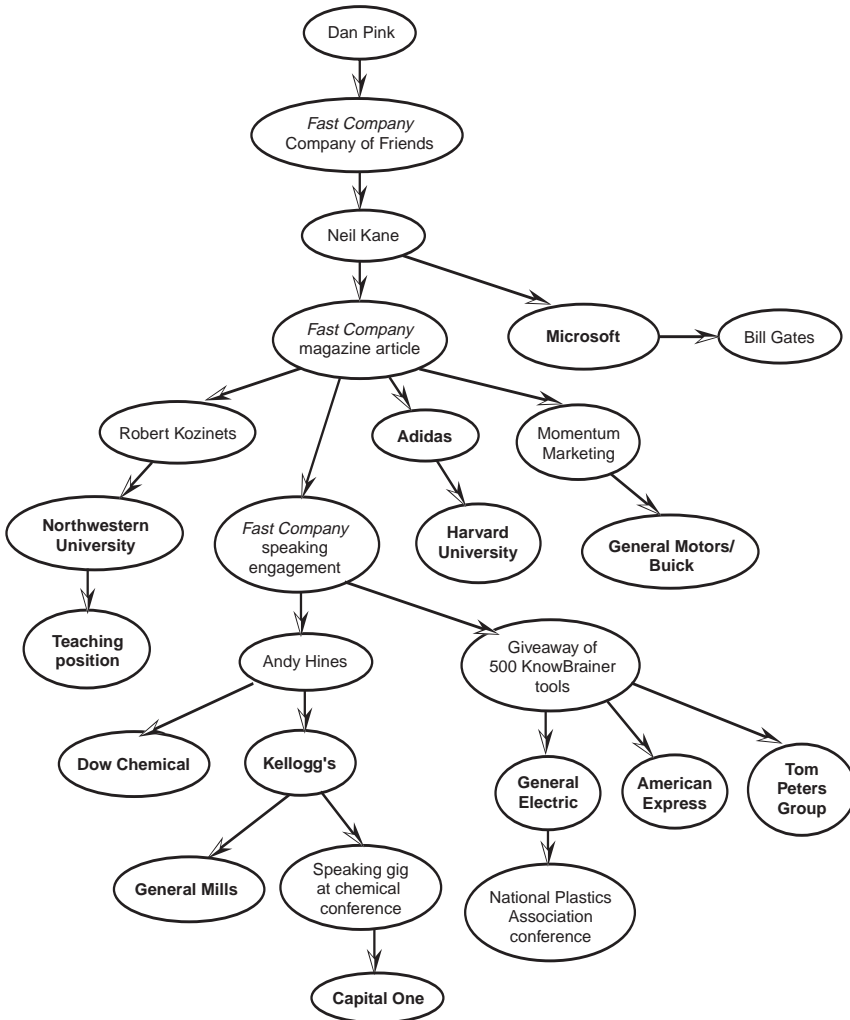 Dan Pink
Fast Company
Company of Friends
Neil Kane
Fast Company
magazine article
Microsoft
Bill Gates
Robert Kozinets
Adidas
Momentum
Marketing
Northwestern
University
Fast Company
speaking
engagement
Harvard
University
General Motors/
Buick
Teaching
position
Andy Hines
Giveaway of
500 KnowBrainer
tools
Dow Chemical
Kellogg's
General
Electric
American
Express
Tom
Peters
Group
General Mills
Speaking gig
at chemical
conference
National Plastics
Association
conference
Capital One